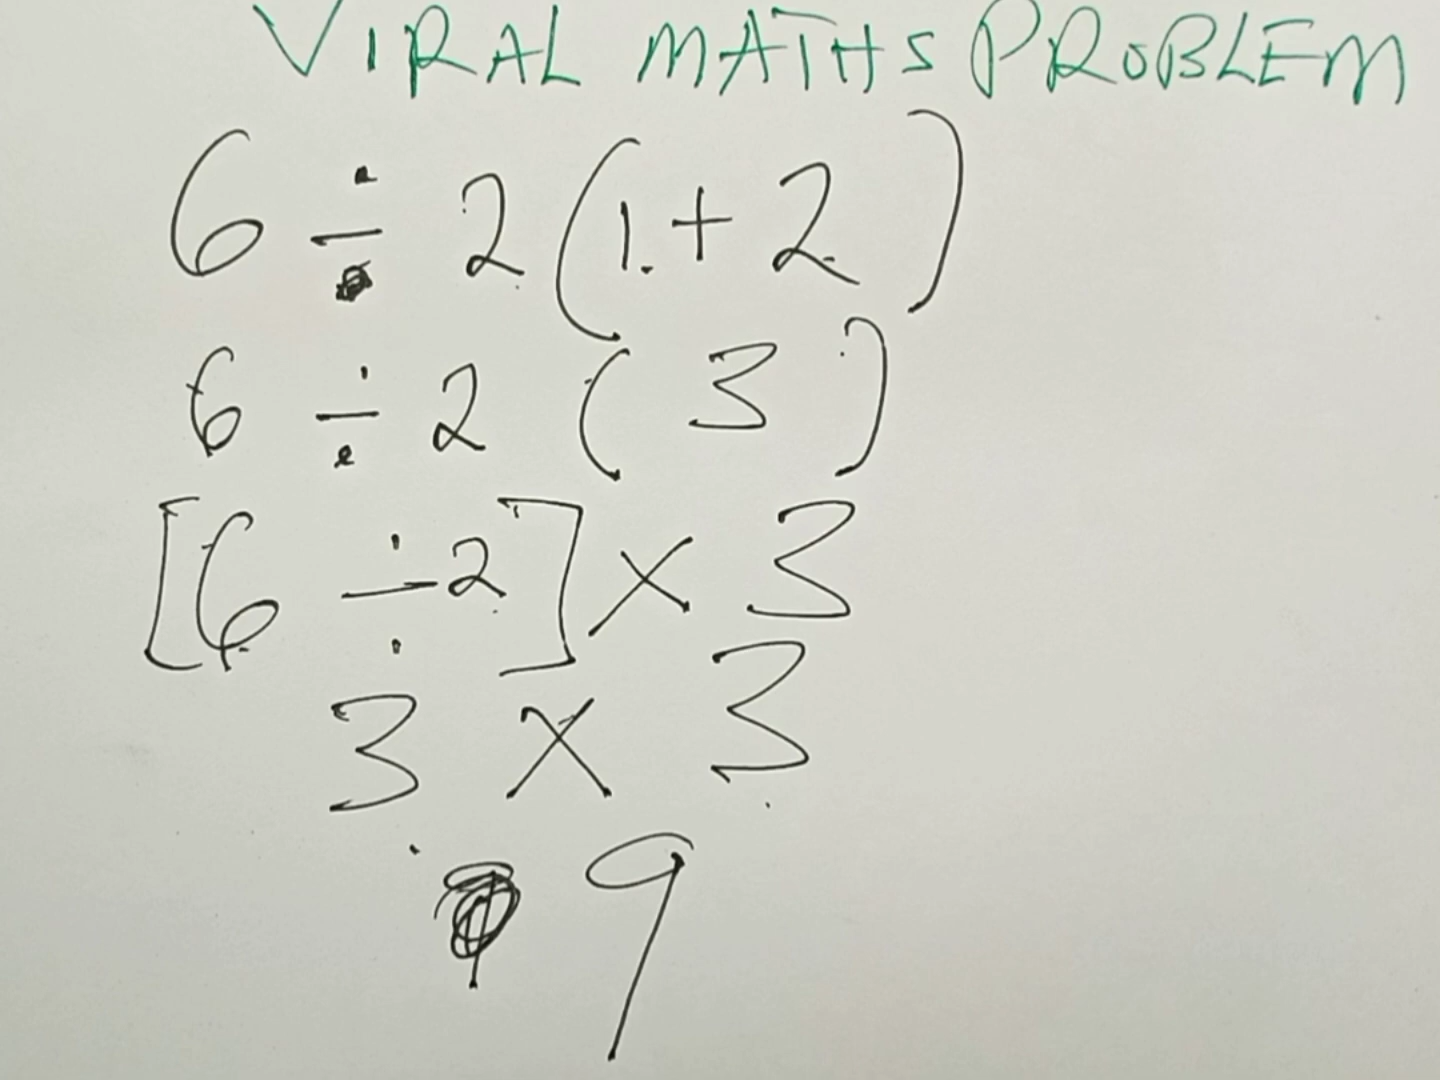 VIRAL MATHS PROBLEM
6 ÷ 2(1+2)
6 ÷ 2 (3)
[6 ÷ 2] × 3
3 × 3
9